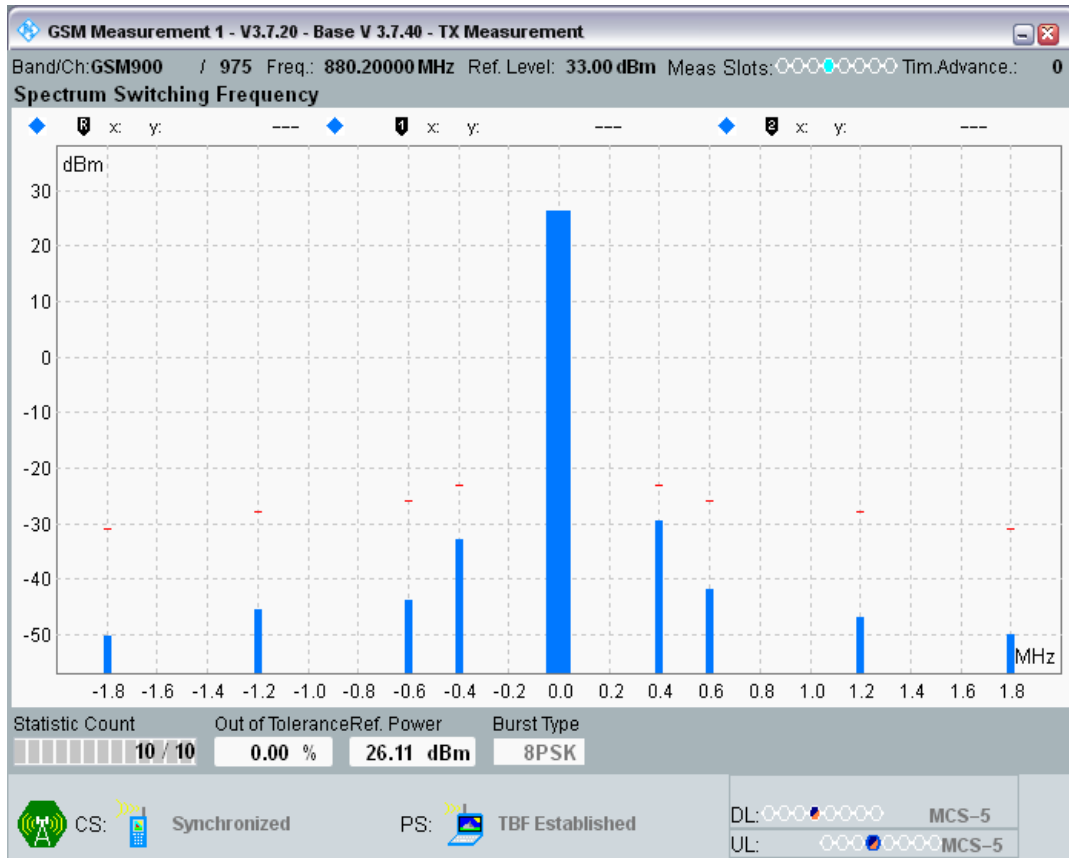 GSM Measurement 1 - V3.7.20 - Base V 3.7.40 - TX Measurement
Band/Ch:GSM900 / 975 Freq.: 880.20000 MHz Ref. Level: 33.00 dBm Meas Slots: Tim.Advance.: 0
Spectrum Switching Frequency
R x: y: --- 1 x: y: --- 2 x: y: ---
dBm
30
20
10
0
-10
-20
-30
-40
-50
MHz
-1.8 -1.6 -1.4 -1.2 -1.0 -0.8 -0.6 -0.4 -0.2 0.0 0.2 0.4 0.6 0.8 1.0 1.2 1.4 1.6 1.8
Statistic Count Out of Tolerance Ref. Power Burst Type
10 / 10 0.00 % 26.11 dBm 8PSK
CS: Synchronized PS: TBF Established DL: MCS-5
UL: MCS-5